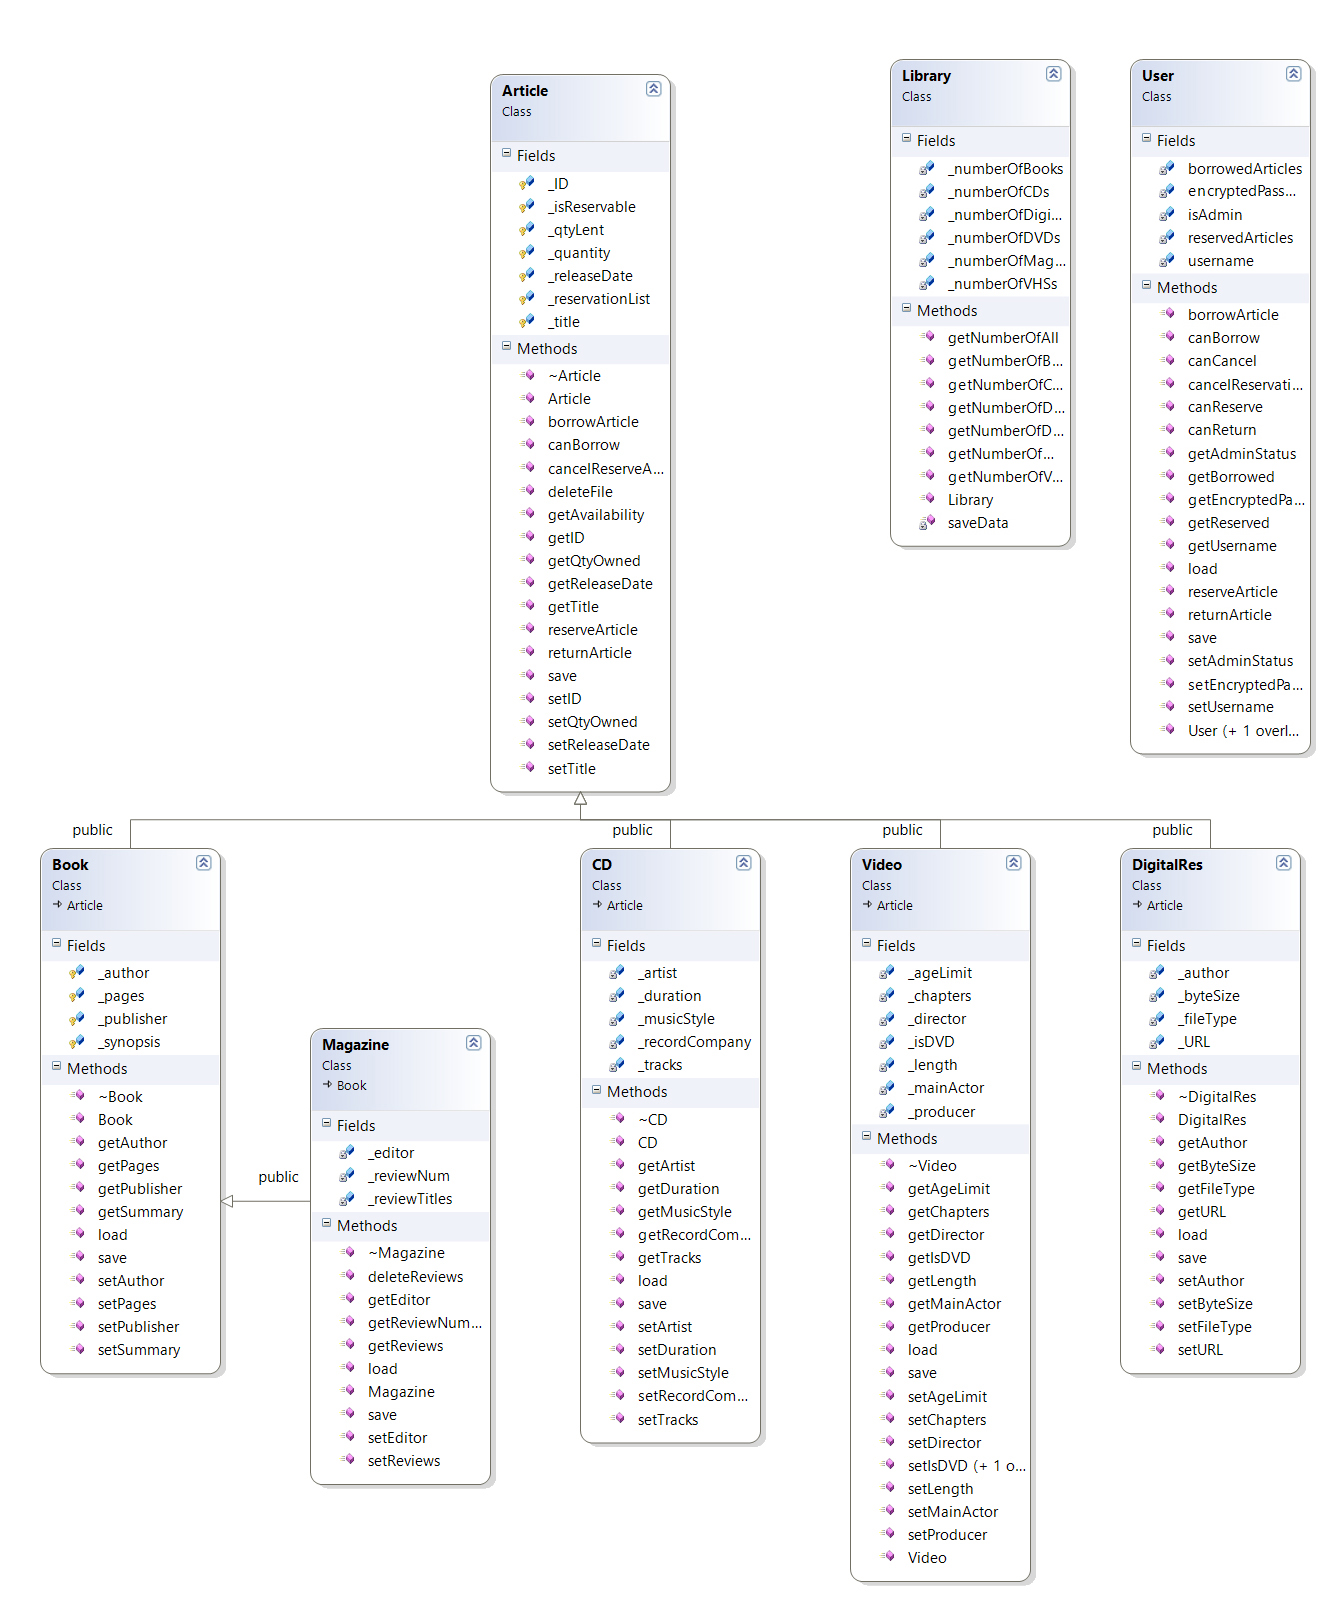 Article
Class
Fields
_ID
_isReservable
_qtyLent
_quantity
_releaseDate
_reservationList
_title
Methods
~Article
Article
borrowArticle
canBorrow
cancelReserveA...
deleteFile
getAvailability
getID
getQtyOwned
getReleaseDate
getTitle
reserveArticle
returnArticle
save
setID
setQtyOwned
setReleaseDate
setTitle
Library
Class
Fields
_numberOfBooks
_numberOfCDs
_numberOfDigi...
_numberOfDVDs
_numberOfMag...
_numberOfVHSs
Methods
getNumberOfAll
getNumberOfB...
getNumberOfC...
getNumberOfD...
getNumberOfD...
getNumberOf...
getNumberOfV...
Library
saveData
User
Class
Fields
borrowedArticles
encryptedPass...
isAdmin
reservedArticles
username
Methods
borrowArticle
canBorrow
canCancel
cancelReservati...
canReserve
canReturn
getAdminStatus
getBorrowed
getEncryptedPa...
getReserved
getUsername
load
reserveArticle
returnArticle
save
setAdminStatus
setEncryptedPa...
setUsername
User (+ 1 overl...
public
public
public
public
Book
Class
Article
Fields
_author
_pages
_publisher
_synopsis
Methods
~Book
Book
getAuthor
getPages
getPublisher
getSummary
load
save
setAuthor
setPages
setPublisher
setSummary
public
Magazine
Class
Book
Fields
_editor
_reviewNum
_reviewTitles
Methods
~Magazine
deleteReviews
getEditor
getReviewNum...
getReviews
load
Magazine
save
setEditor
setReviews
CD
Class
Article
Fields
_artist
_duration
_musicStyle
_recordCompany
_tracks
Methods
~CD
CD
getArtist
getDuration
getMusicStyle
getRecordCom...
getTracks
load
save
setArtist
setDuration
setMusicStyle
setRecordCom...
setTracks
Video
Class
Article
Fields
_ageLimit
_chapters
_director
_isDVD
_length
_mainActor
_producer
Methods
~Video
getAgeLimit
getChapters
getDirector
getIsDVD
getLength
getMainActor
getProducer
load
save
setAgeLimit
setChapters
setDirector
setIsDVD (+ 1 o...
setLength
setMainActor
setProducer
Video
DigitalRes
Class
Article
Fields
_author
_byteSize
_fileType
_URL
Methods
~DigitalRes
DigitalRes
getAuthor
getByteSize
getFileType
getURL
load
save
setAuthor
setByteSize
setFileType
setURL